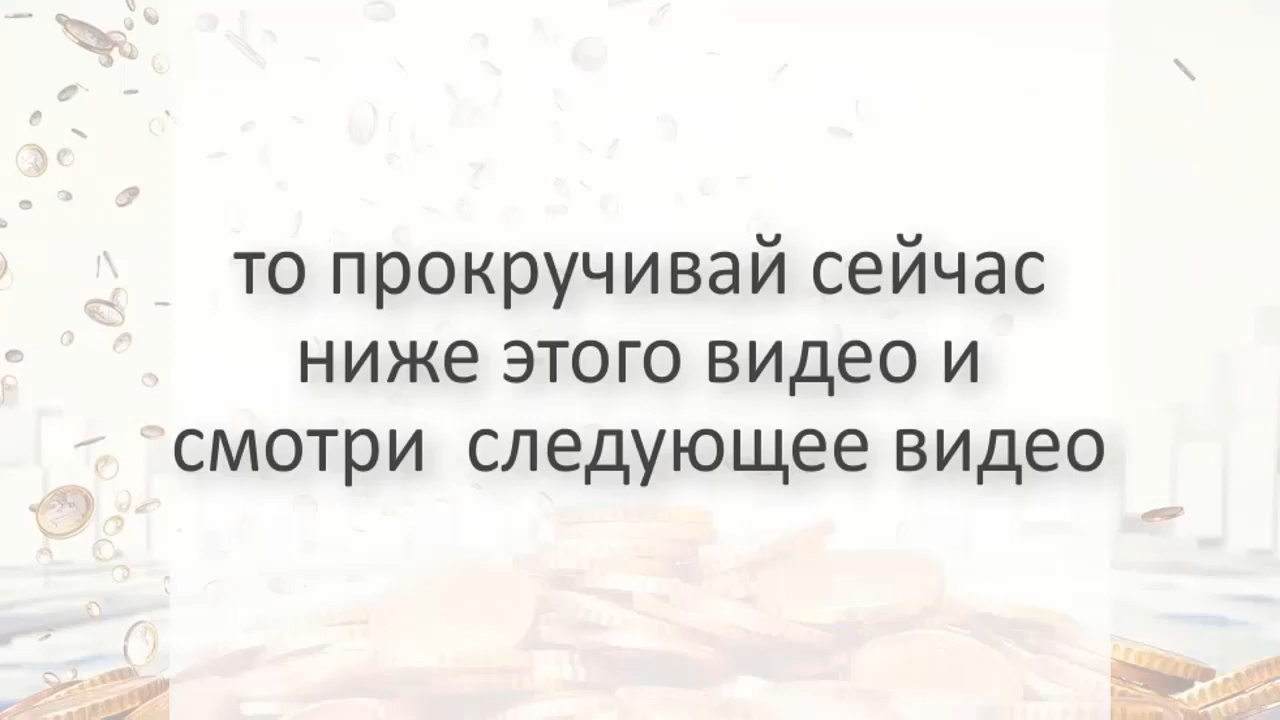 то прокручивай сейчас
ниже этого видео и
смотри  следующее видео